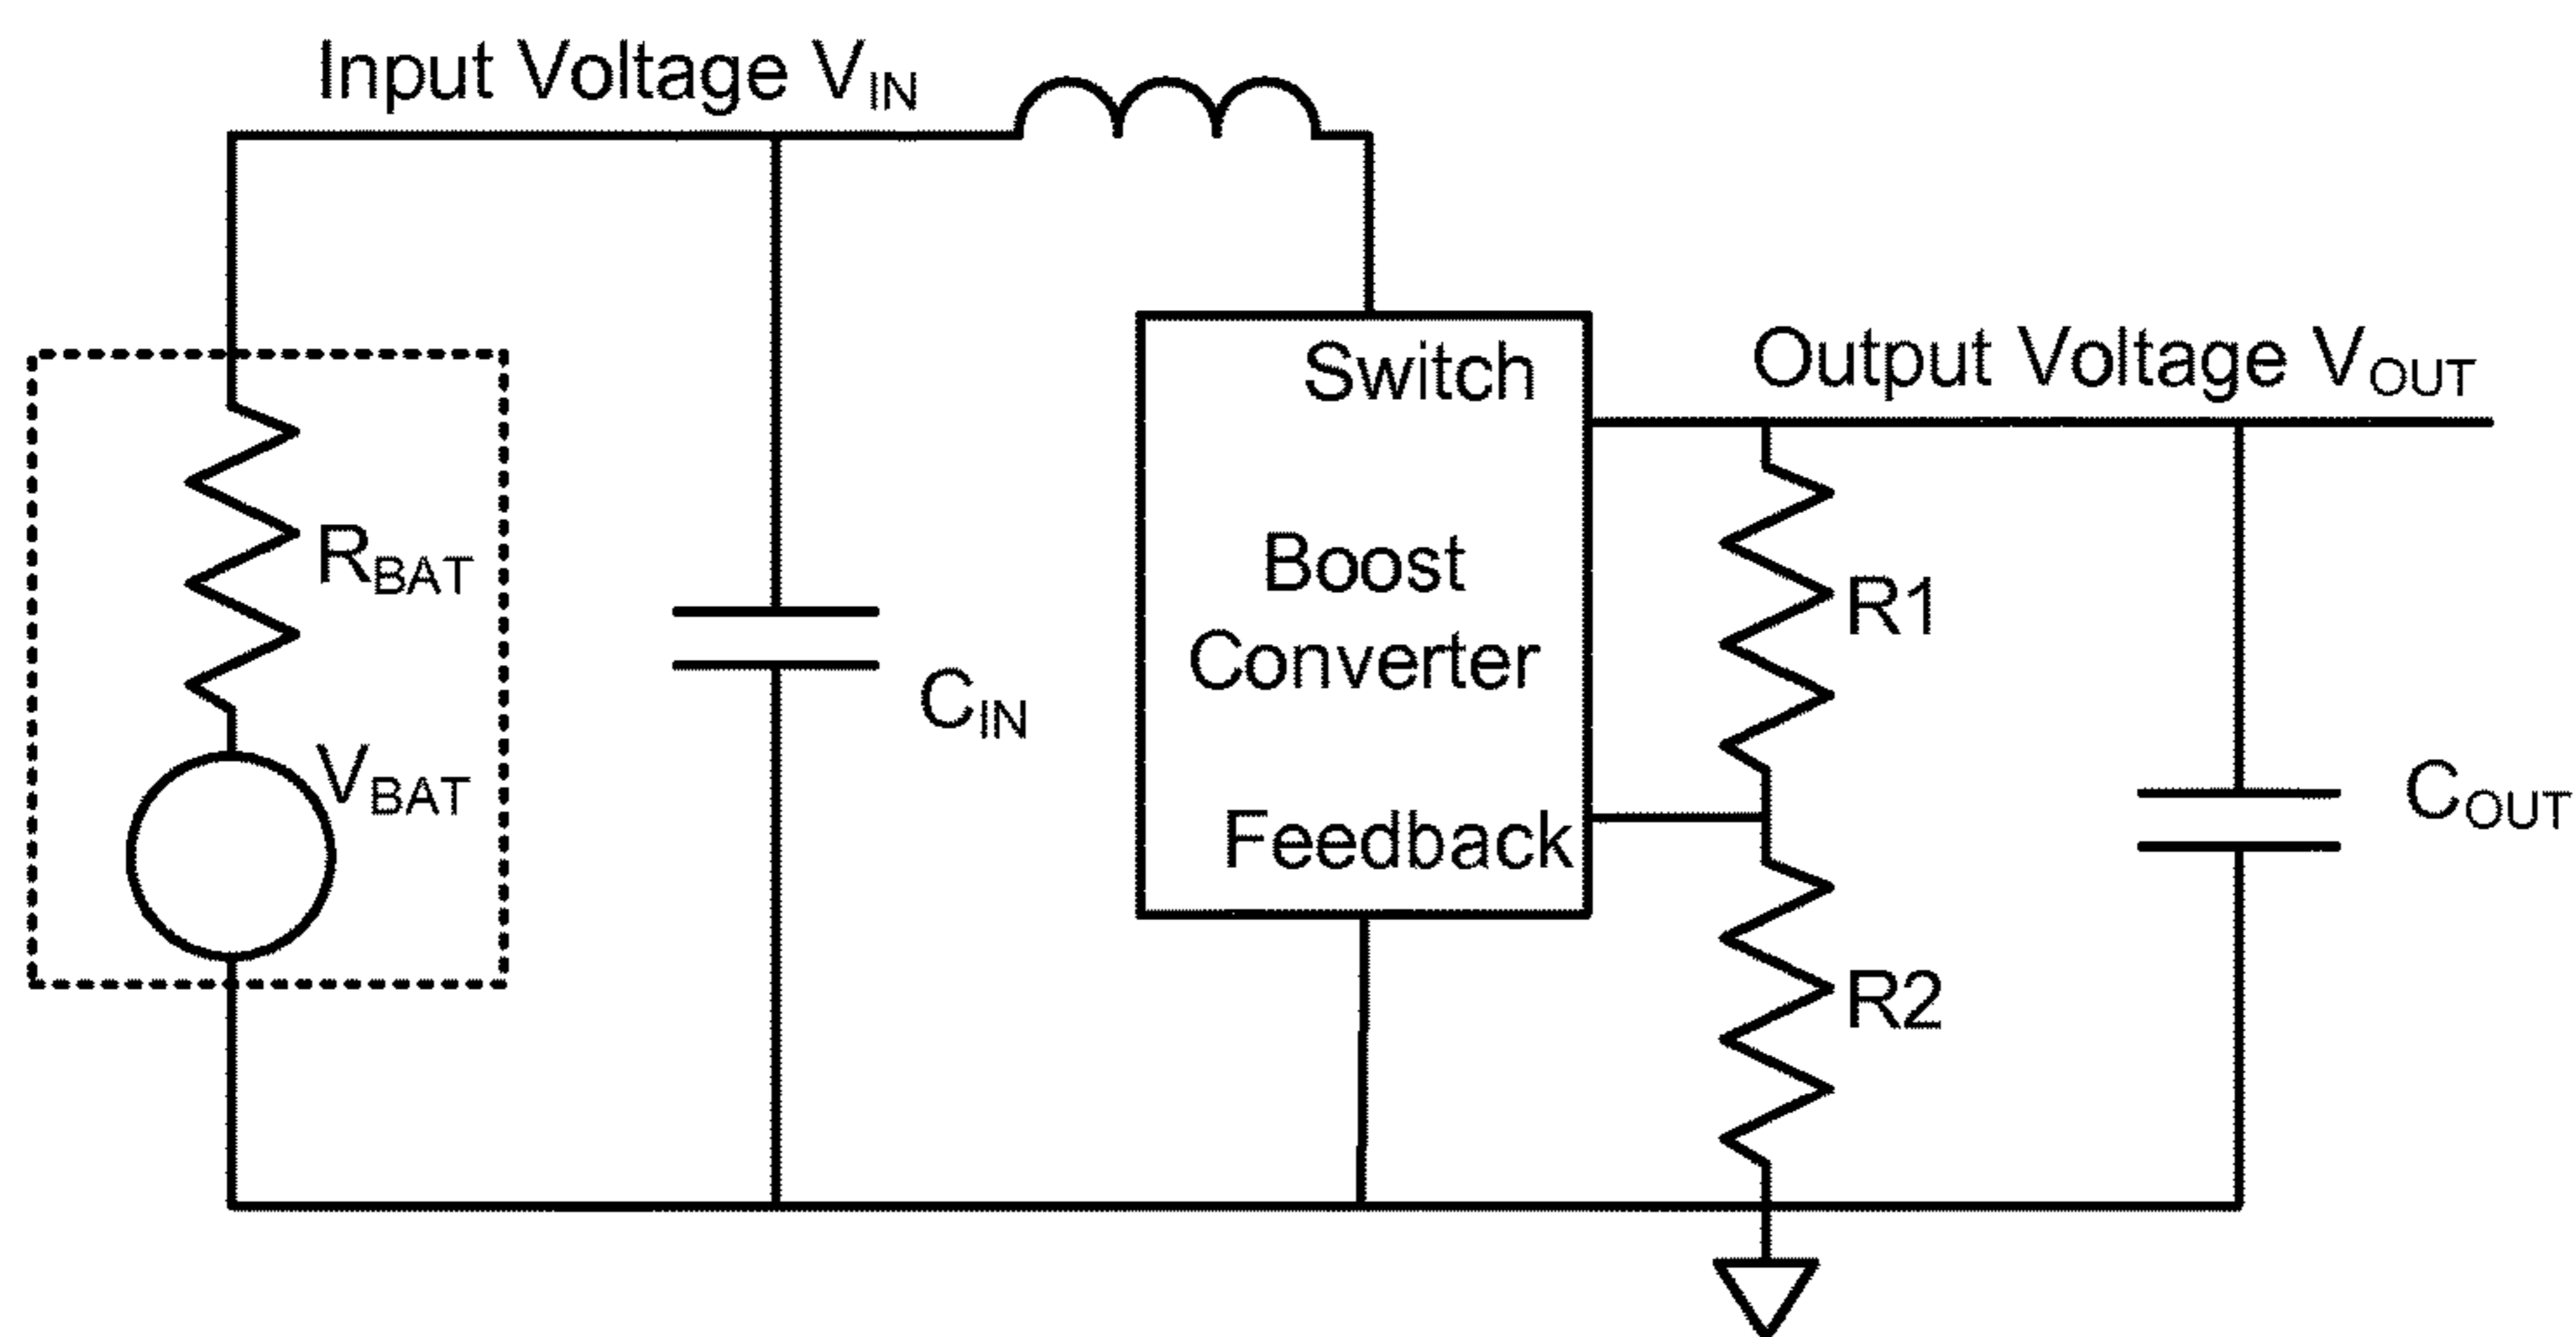 Input Voltage VIN
Switch
Output Voltage VOUT
RBAT
Boost
Converter
R1
CIN
VBAT
Feedback
COUT
R2